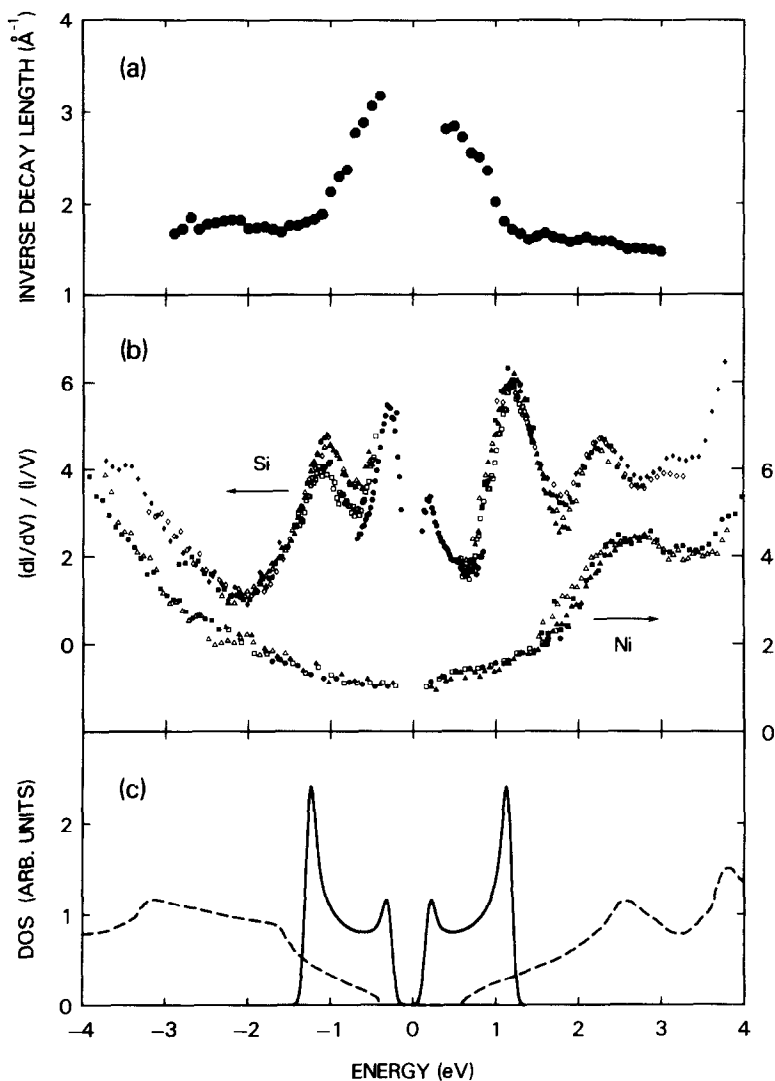 4
3
2
1
INVERSE DECAY LENGTH (Å⁻¹)
(a)
(b)
6
4
2
0
(dI/dV) / (I/V)
Si
Ni
6
4
2
0
(c)
2
1
0
DOS (ARB. UNITS)
−4 −3 −2 −1 0 1 2 3 4
ENERGY (eV)